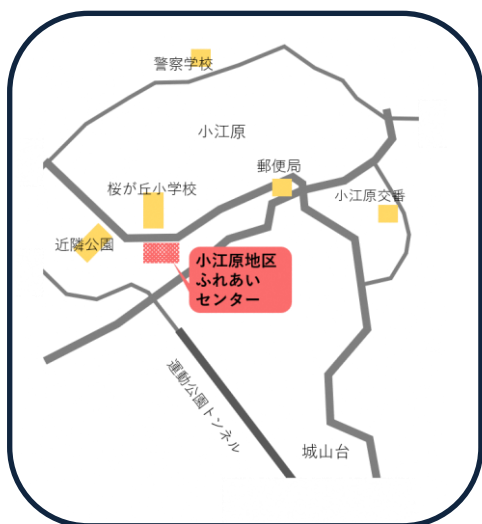 警察学校
小江原
郵便局
桜が丘小学校
小江原交番
近隣公園
小江原地区
ふれあい
センター
運動公園トンネル
城山台